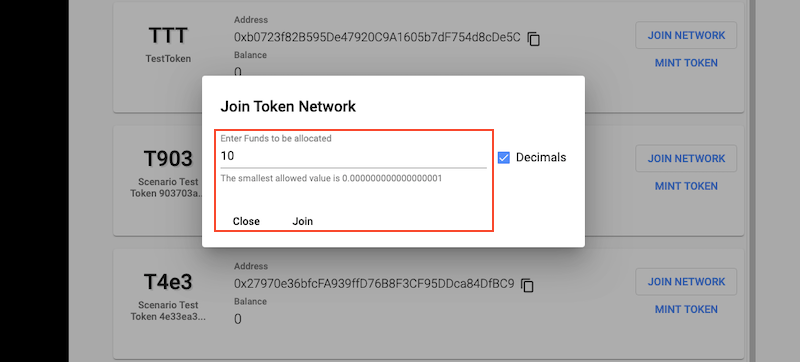 TTT
TestToken
Address
0xb0723f82B595De47920C9A1605b7dF754d8cDe5C
Balance
0
JOIN NETWORK
MINT TOKEN
Join Token Network
Enter Funds to be allocated
10
Decimals
The smallest allowed value is 0.000000000000000001
Close
Join
T903
Scenario Test
Token 903703a...
JOIN NETWORK
MINT TOKEN
T4e3
Scenario Test
Token 4e33ea3...
Address
0x27970e36bfcFA939ffD76B8F3CF95DDca84DfBC9
Balance
0
JOIN NETWORK
MINT TOKEN